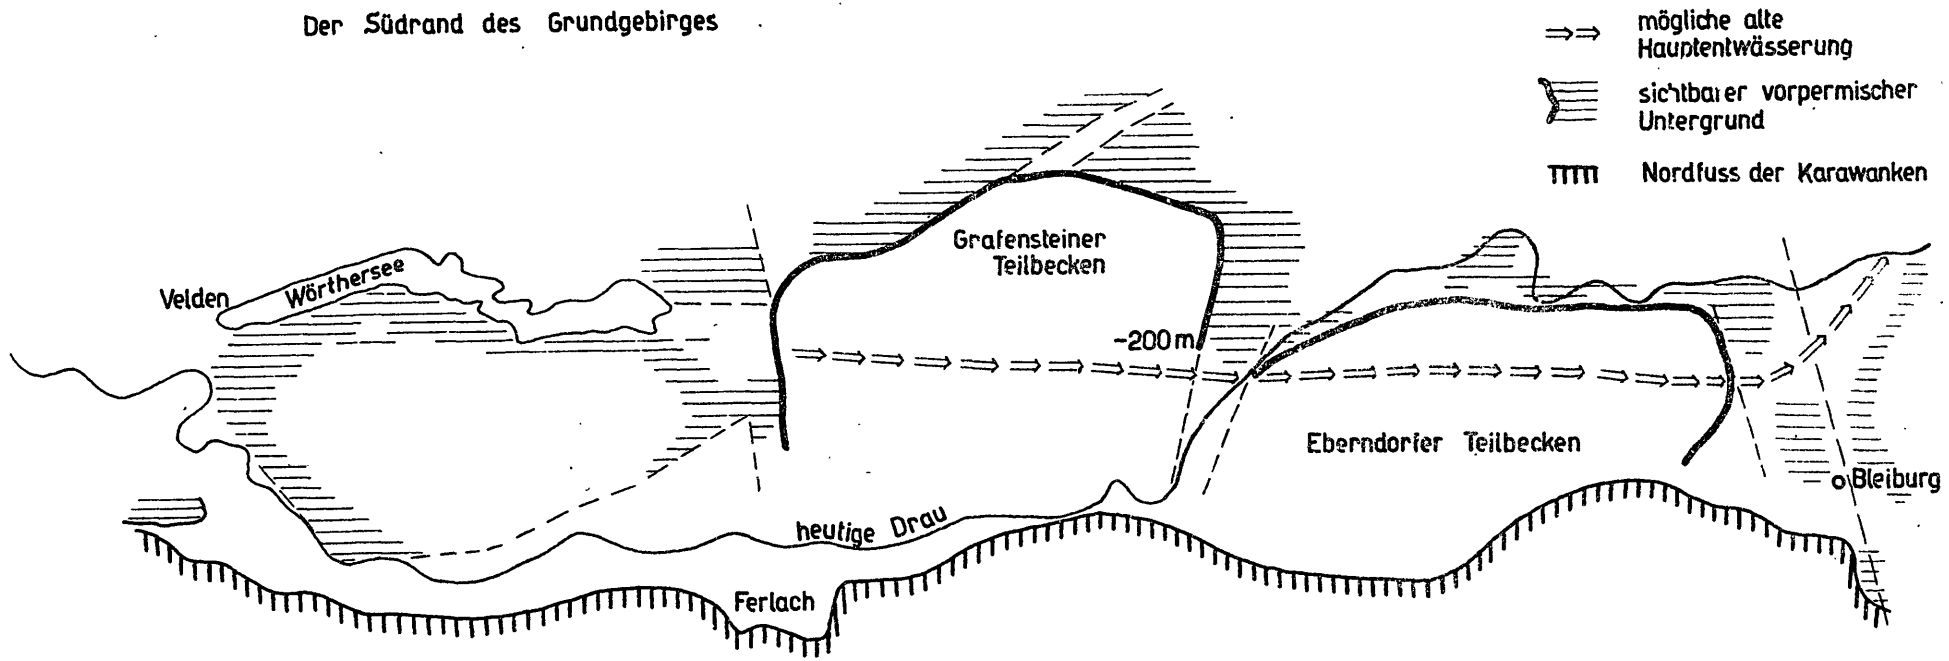 Der Südrand des Grundgebirges
mögliche alte
Hauptentwässerung
sichtbarer vorpermischer
Untergrund
Nordfuss der Karawanken
Grafensteiner
Teilbecken
Velden
Wörthersee
-200 m
Eberndorfer Teilbecken
Bleiburg
heutige Drau
Ferlach